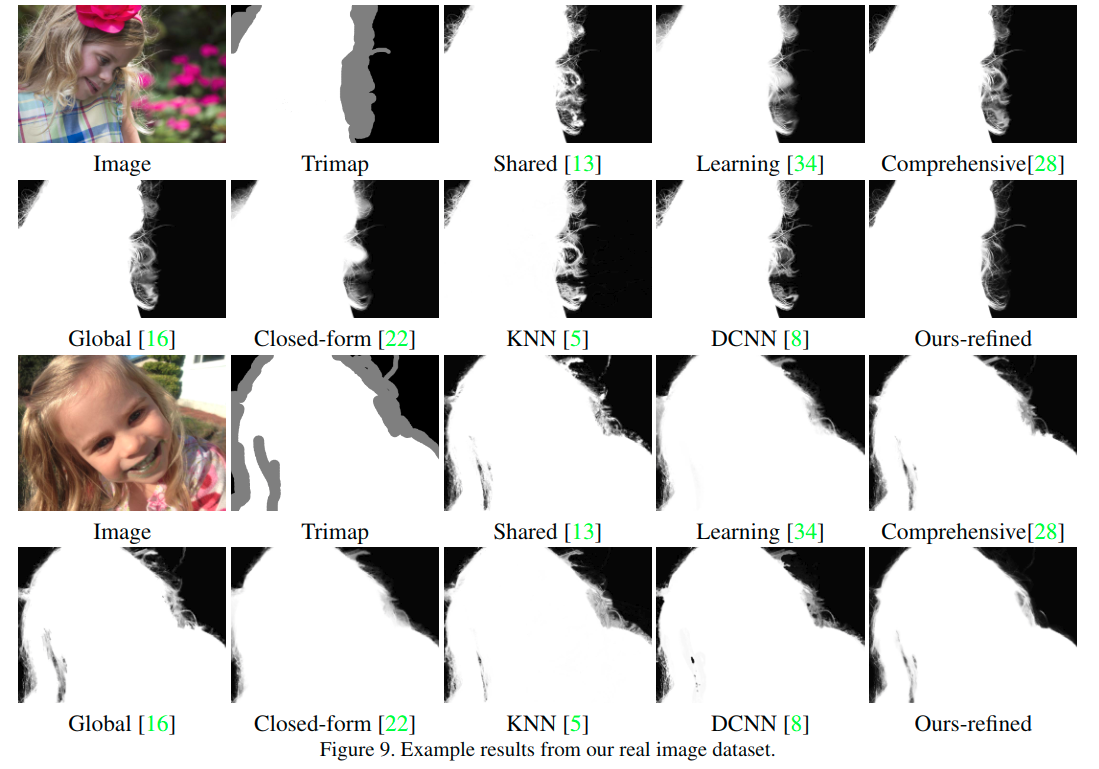 Image Trimap Shared [13] Learning [34] Comprehensive[28]
Global [16] Closed-form [22] KNN [5] DCNN [8] Ours-refined
Image Trimap Shared [13] Learning [34] Comprehensive[28]
Global [16] Closed-form [22] KNN [5] DCNN [8] Ours-refined
Figure 9. Example results from our real image dataset.